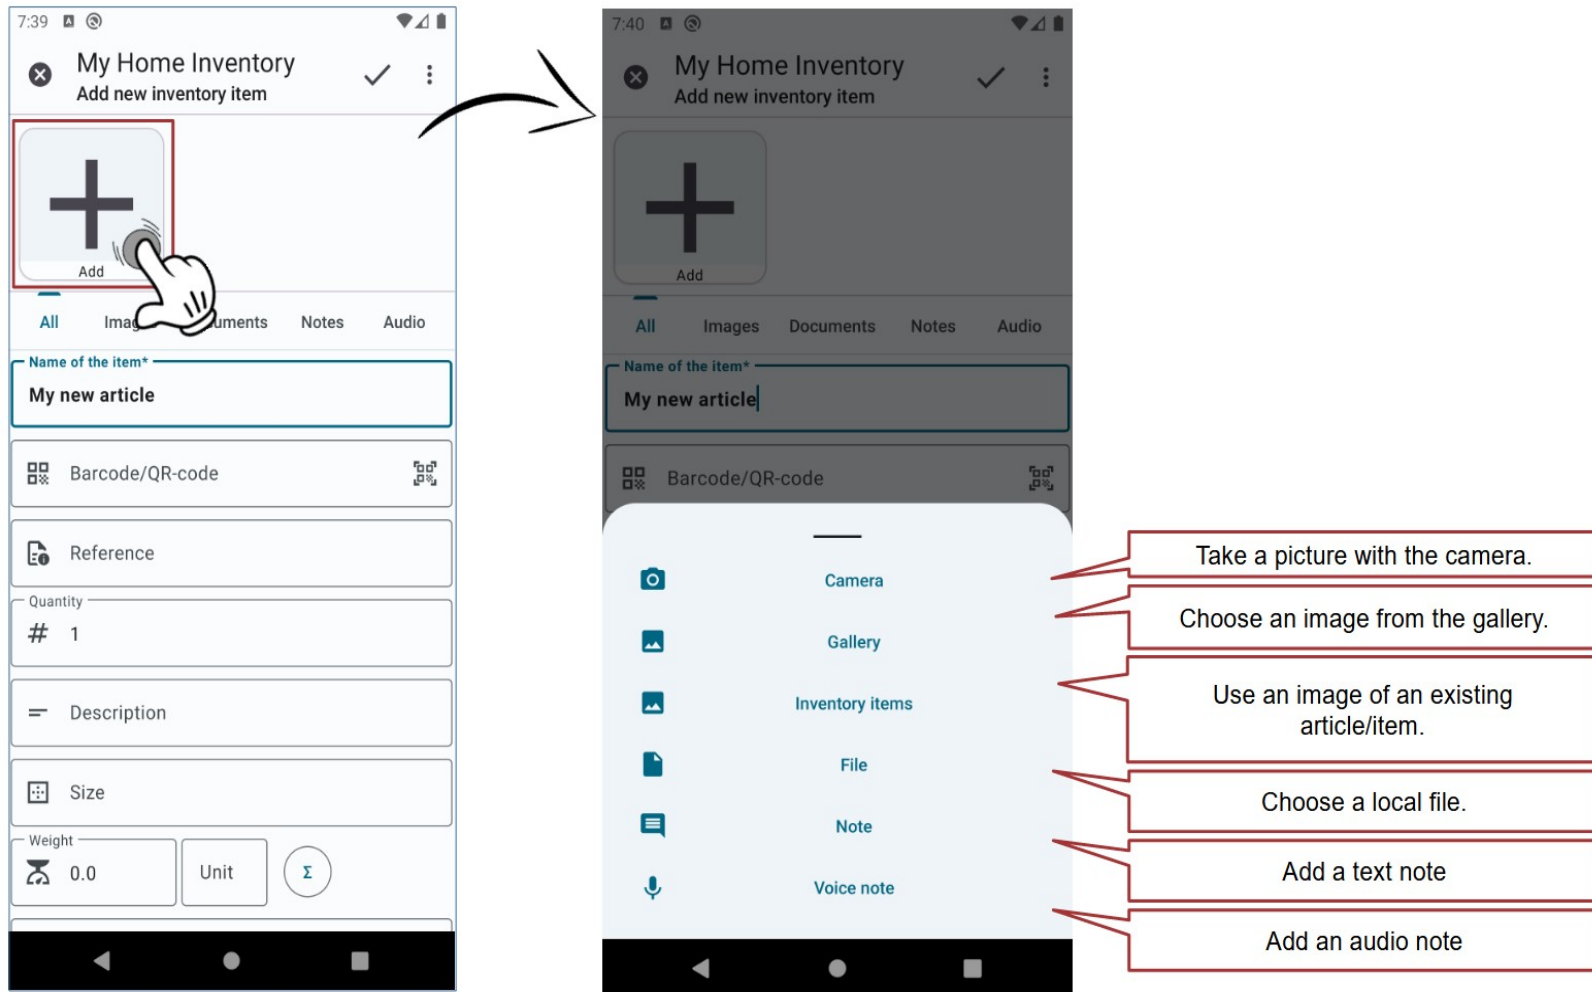 7:39
My Home Inventory
Add new inventory item
Add
All Images Documents Notes Audio
Name of the item*
My new article
Barcode/QR-code
Reference
Quantity
# 1
Description
Size
Weight
0.0 Unit Σ
7:40
My Home Inventory
Add new inventory item
Add
All Images Documents Notes Audio
Name of the item*
My new article
Barcode/QR-code
Camera
Gallery
Inventory items
File
Note
Voice note
Take a picture with the camera.
Choose an image from the gallery.
Use an image of an existing
article/item.
Choose a local file.
Add a text note
Add an audio note